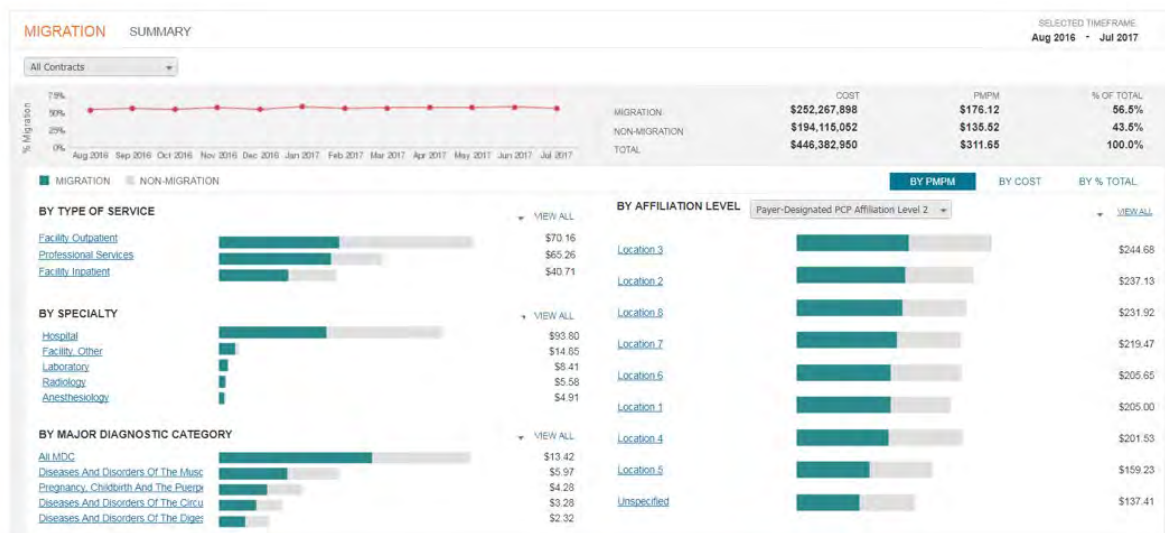 MIGRATION SUMMARY
SELECTED TIMEFRAME
Aug 2016 - Jul 2017
All Contracts
% Migration
75%
50%
25%
0%
Aug 2016 Sep 2016 Oct 2016 Nov 2016 Dec 2016 Jan 2017 Feb 2017 Mar 2017 Apr 2017 May 2017 Jun 2017 Jul 2017
COST PMPM % OF TOTAL
MIGRATION $252,267,898 $176.12 56.5%
NON-MIGRATION $194,115,052 $135.52 43.5%
TOTAL $446,382,950 $311.65 100.0%
MIGRATION NON-MIGRATION
BY PMPM BY COST BY % TOTAL
BY TYPE OF SERVICE VIEW ALL
Facility Outpatient $70.16
Professional Services $65.26
Facility Inpatient $40.71
BY SPECIALTY VIEW ALL
Hospital $93.80
Facility, Other $14.65
Laboratory $8.41
Radiology $5.58
Anesthesiology $4.91
BY MAJOR DIAGNOSTIC CATEGORY VIEW ALL
All MDC $13.42
Diseases And Disorders Of The Musc $5.97
Pregnancy, Childbirth And The Puerp $4.28
Diseases And Disorders Of The Circu $3.28
Diseases And Disorders Of The Diges $2.32
BY AFFILIATION LEVEL Payer-Designated PCP Affiliation Level 2 VIEW ALL
Location 3 $244.68
Location 2 $237.13
Location 8 $231.92
Location 7 $219.47
Location 6 $205.65
Location 1 $205.00
Location 4 $201.53
Location 5 $159.23
Unspecified $137.41